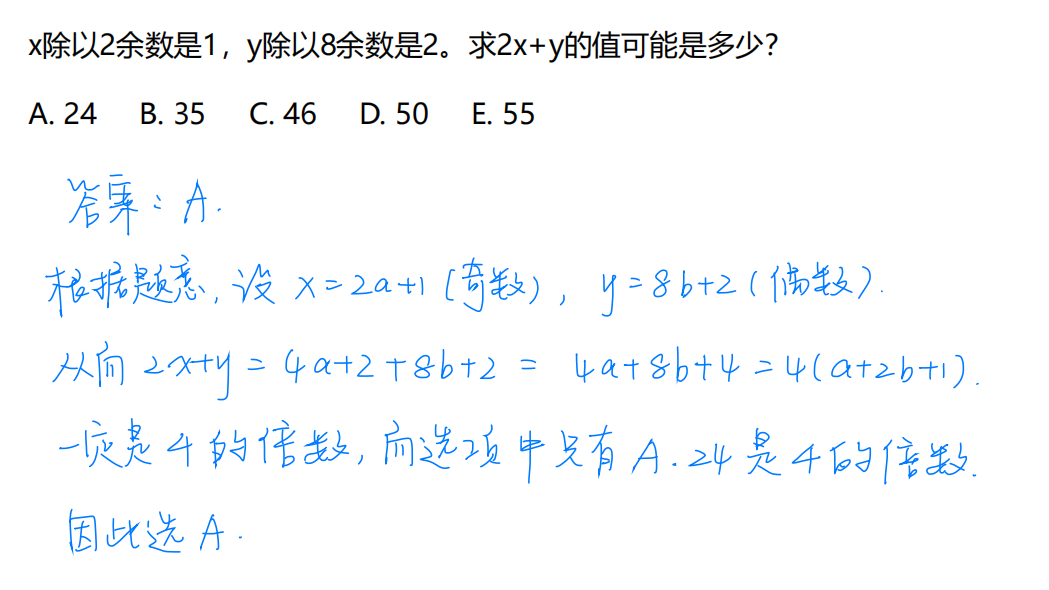 x除以2余数是1，y除以8余数是2。求2x+y的值可能是多少？
A. 24 B. 35 C. 46 D. 50 E. 55
答案：A.
根据题意，设 x=2a+1（奇数），y=8b+2（偶数）.
从而 2x+y = 4a+2+8b+2 = 4a+8b+4 = 4(a+2b+1).
一定是4的倍数，而选项中只有A.24是4的倍数.
因此选A.